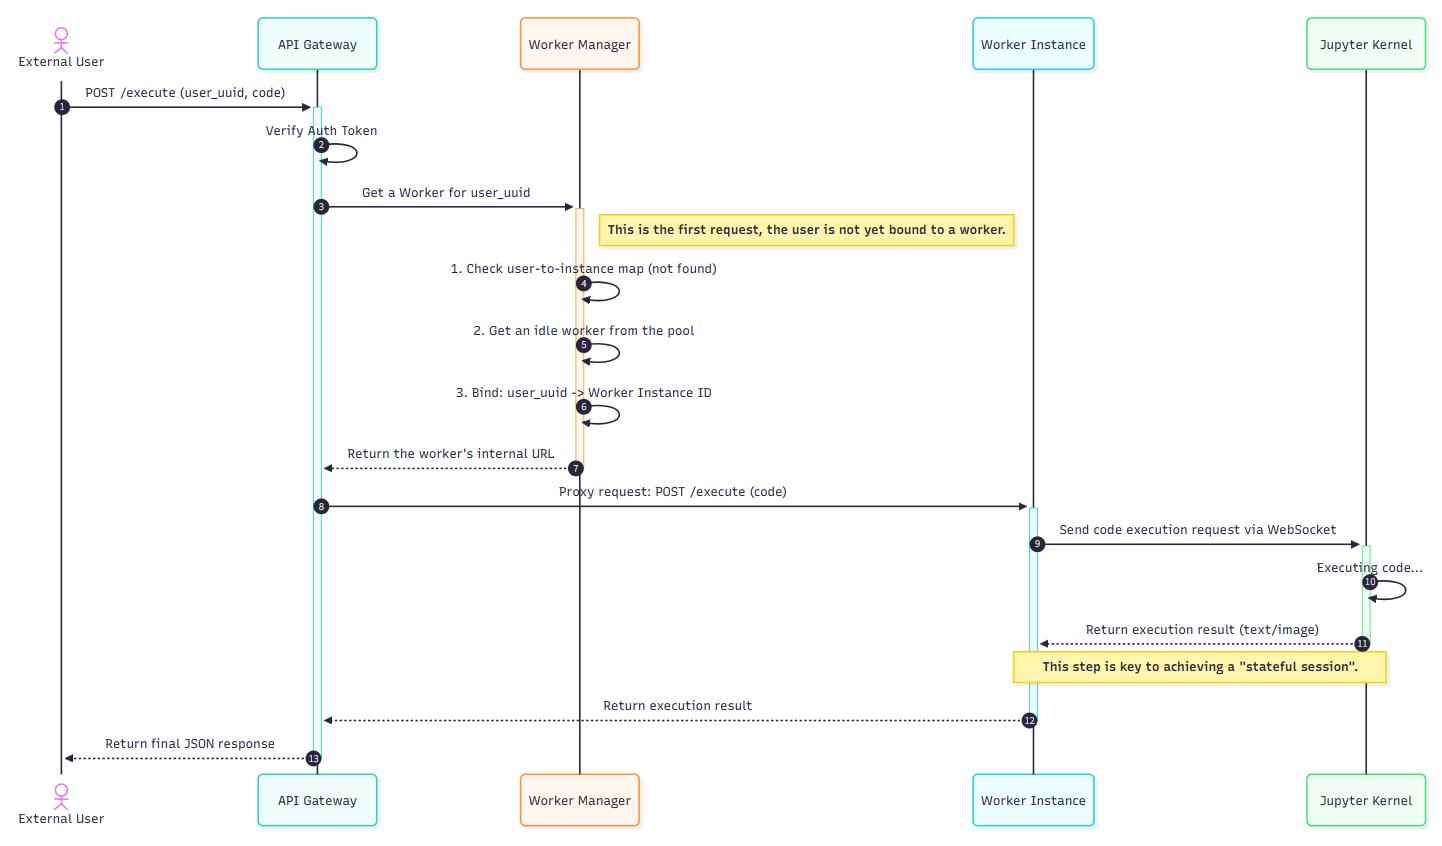 External User
API Gateway
Worker Manager
Worker Instance
Jupyter Kernel
POST /execute (user_uuid, code)
1
Verify Auth Token
2
Get a Worker for user_uuid
3
This is the first request, the user is not yet bound to a worker.
1. Check user-to-instance map (not found)
4
2. Get an idle worker from the pool
5
3. Bind: user_uuid -> Worker Instance ID
6
Return the worker's internal URL
7
Proxy request: POST /execute (code)
8
Send code execution request via WebSocket
9
Executing code...
10
Return execution result (text/image)
11
This step is key to achieving a "stateful session".
Return execution result
12
Return final JSON response
13
External User
API Gateway
Worker Manager
Worker Instance
Jupyter Kernel